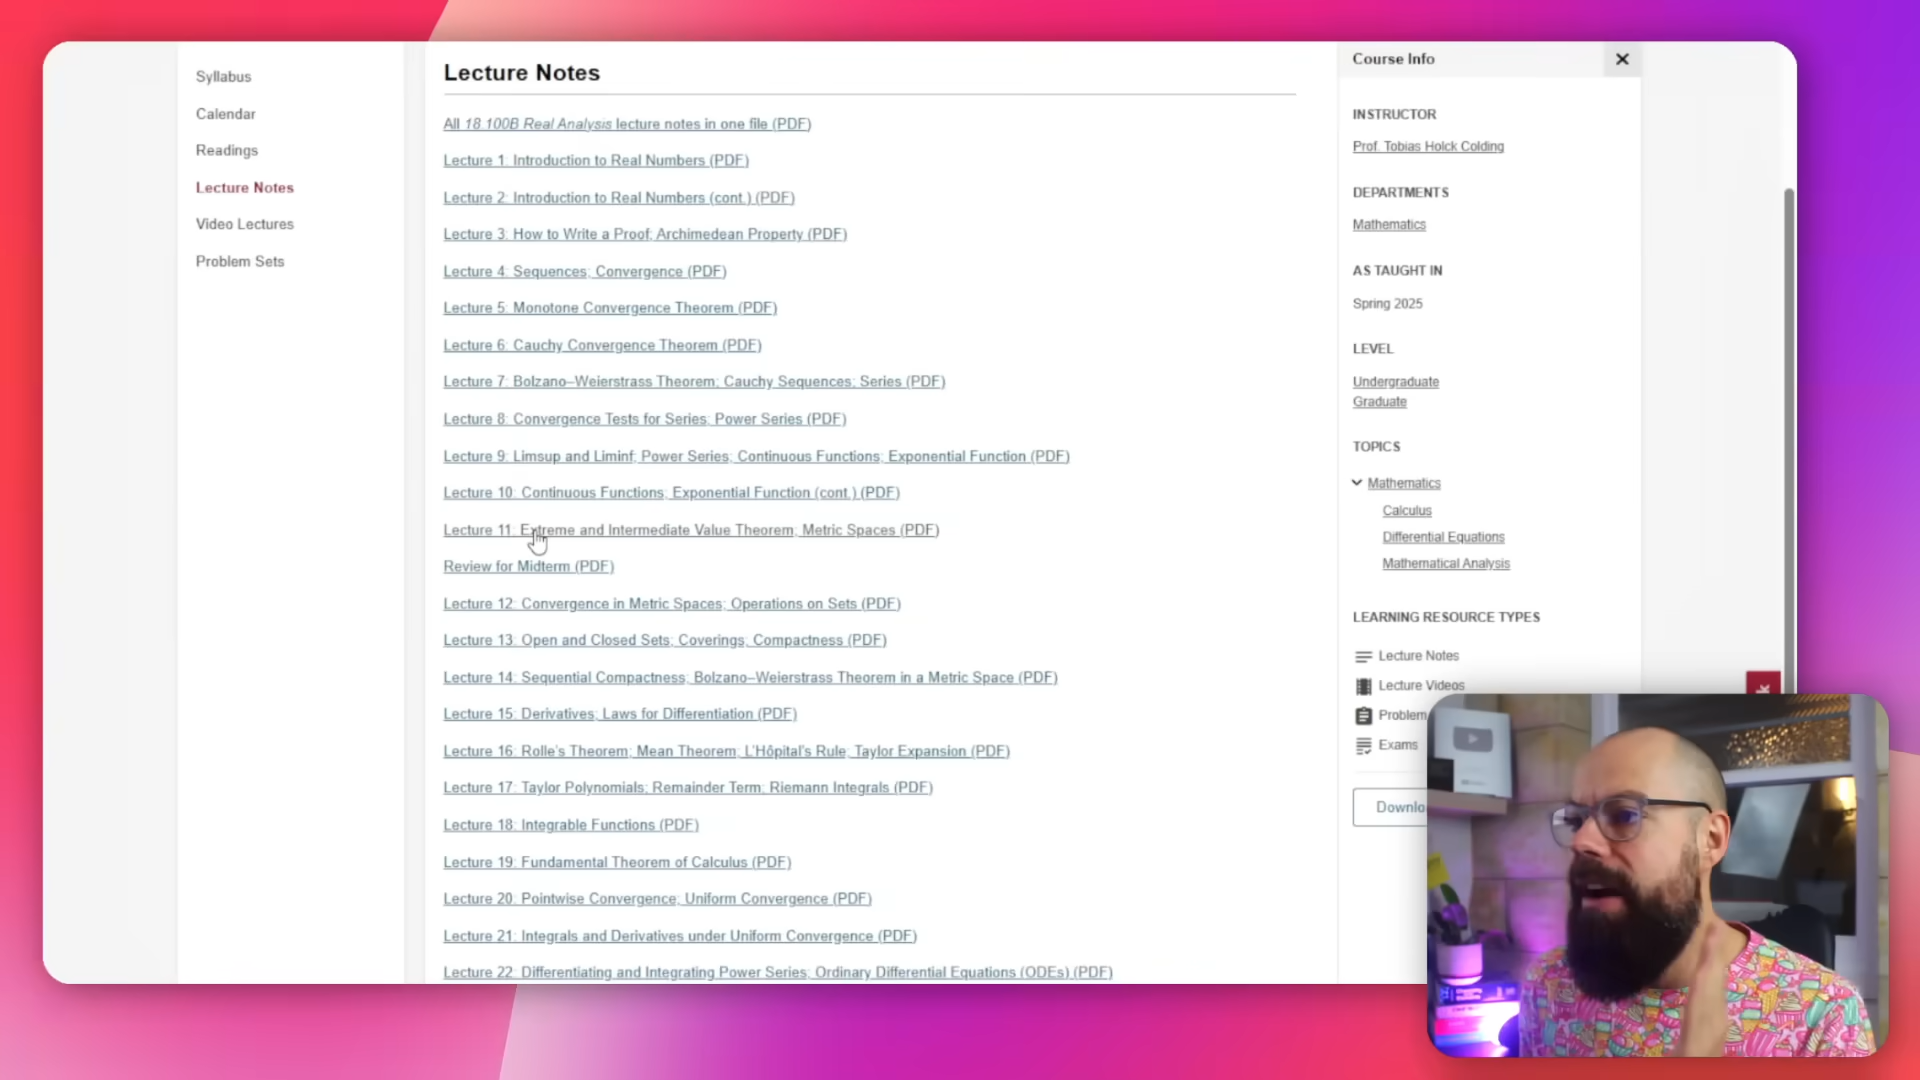 Syllabus
Calendar
Readings
Lecture Notes
Video Lectures
Problem Sets
Lecture Notes
All 18.100B Real Analysis lecture notes in one file (PDF)
Lecture 1: Introduction to Real Numbers (PDF)
Lecture 2: Introduction to Real Numbers (cont.) (PDF)
Lecture 3: How to Write a Proof; Archimedean Property (PDF)
Lecture 4: Sequences; Convergence (PDF)
Lecture 5: Monotone Convergence Theorem (PDF)
Lecture 6: Cauchy Convergence Theorem (PDF)
Lecture 7: Bolzano–Weierstrass Theorem; Cauchy Sequences; Series (PDF)
Lecture 8: Convergence Tests for Series; Power Series (PDF)
Lecture 9: Limsup and Liminf; Power Series; Continuous Functions; Exponential Function (PDF)
Lecture 10: Continuous Functions; Exponential Function (cont.) (PDF)
Lecture 11: Extreme and Intermediate Value Theorem; Metric Spaces (PDF)
Review for Midterm (PDF)
Lecture 12: Convergence in Metric Spaces; Operations on Sets (PDF)
Lecture 13: Open and Closed Sets; Coverings; Compactness (PDF)
Lecture 14: Sequential Compactness; Bolzano–Weierstrass Theorem in a Metric Space (PDF)
Lecture 15: Derivatives; Laws for Differentiation (PDF)
Lecture 16: Rolle's Theorem; Mean Theorem; L'Hôpital's Rule; Taylor Expansion (PDF)
Lecture 17: Taylor Polynomials; Remainder Term; Riemann Integrals (PDF)
Lecture 18: Integrable Functions (PDF)
Lecture 19: Fundamental Theorem of Calculus (PDF)
Lecture 20: Pointwise Convergence; Uniform Convergence (PDF)
Lecture 21: Integrals and Derivatives under Uniform Convergence (PDF)
Lecture 22: Differentiating and Integrating Power Series; Ordinary Differential Equations (ODEs) (PDF)
Course Info
INSTRUCTOR
Prof. Tobias Holck Colding
DEPARTMENTS
Mathematics
AS TAUGHT IN
Spring 2025
LEVEL
Undergraduate
Graduate
TOPICS
Mathematics
Calculus
Differential Equations
Mathematical Analysis
LEARNING RESOURCE TYPES
Lecture Notes
Lecture Videos
Problem
Exams
Downlo